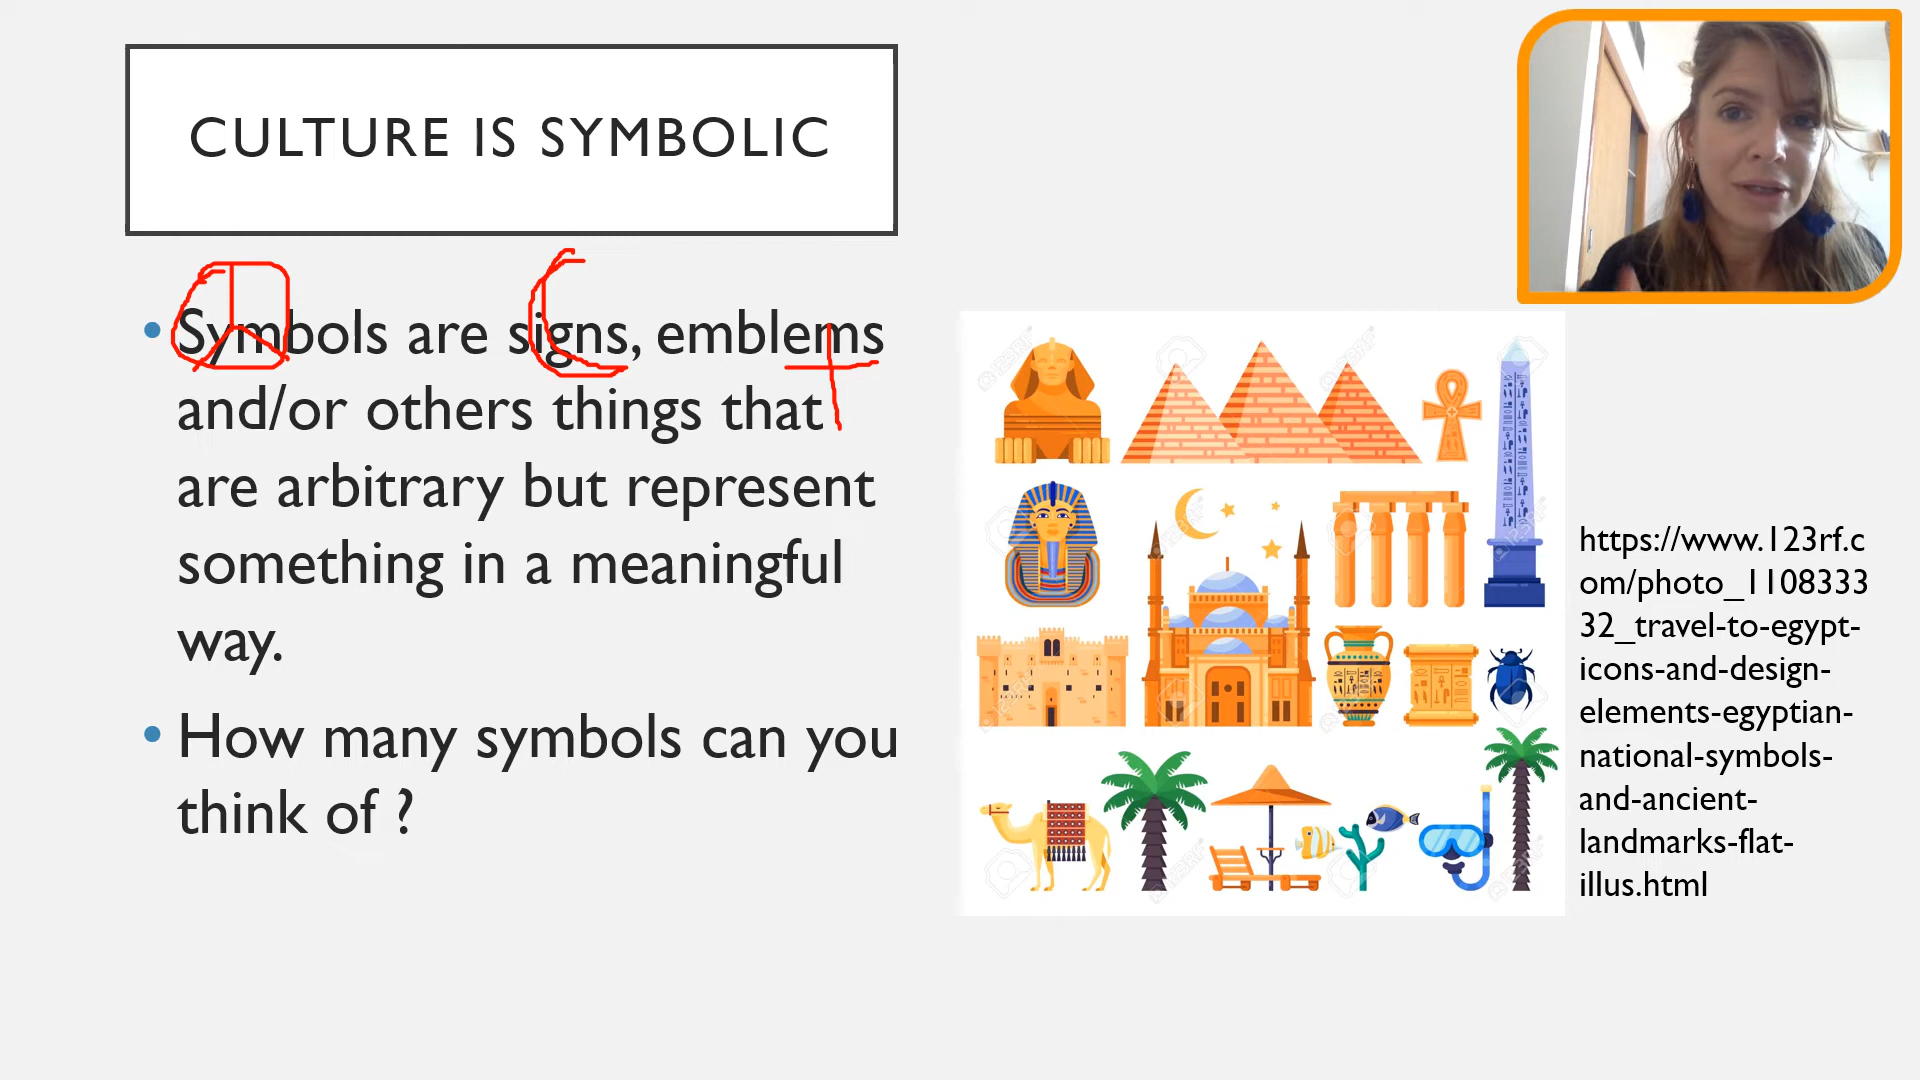 CULTURE IS SYMBOLIC
• Symbols are signs, emblems
and/or others things that
are arbitrary but represent
something in a meaningful
way.
• How many symbols can you
think of ?
https://www.123rf.c
om/photo_1108333
32_travel-to-egypt-
icons-and-design-
elements-egyptian-
national-symbols-
and-ancient-
landmarks-flat-
illus.html